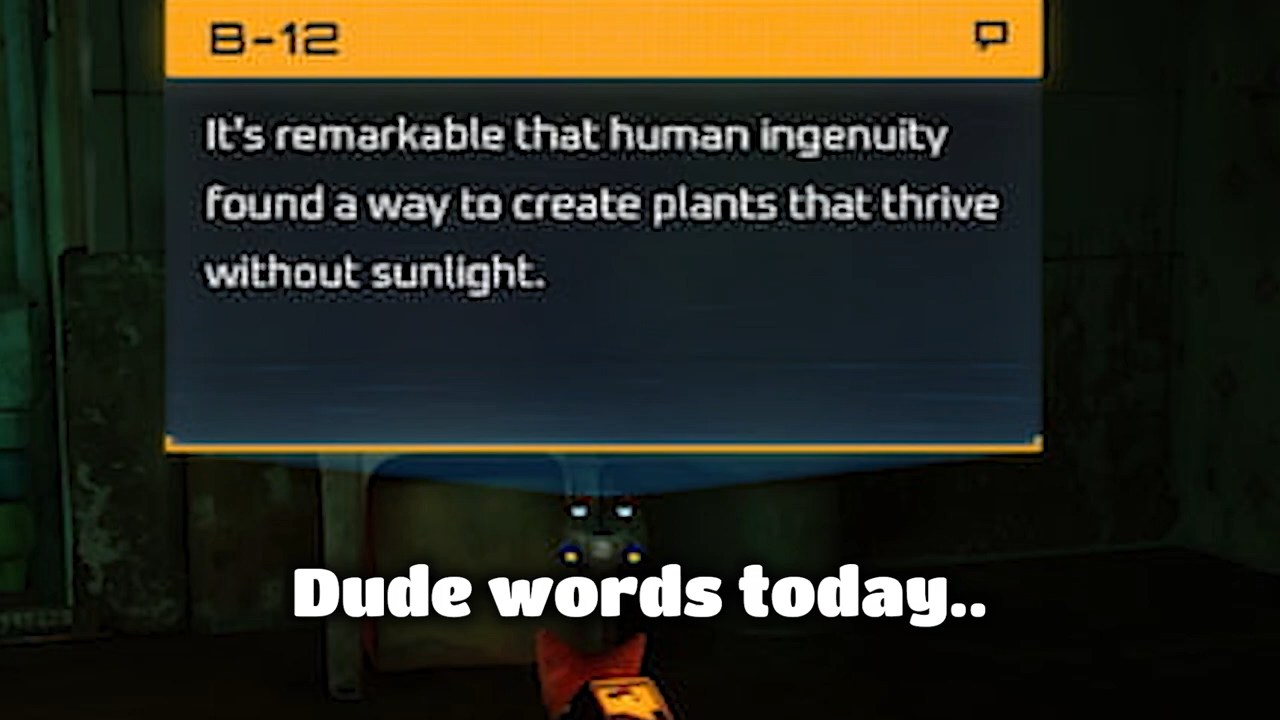 B-12
It's remarkable that human ingenuity
found a way to create plants that thrive
without sunlight.
Dude words today..